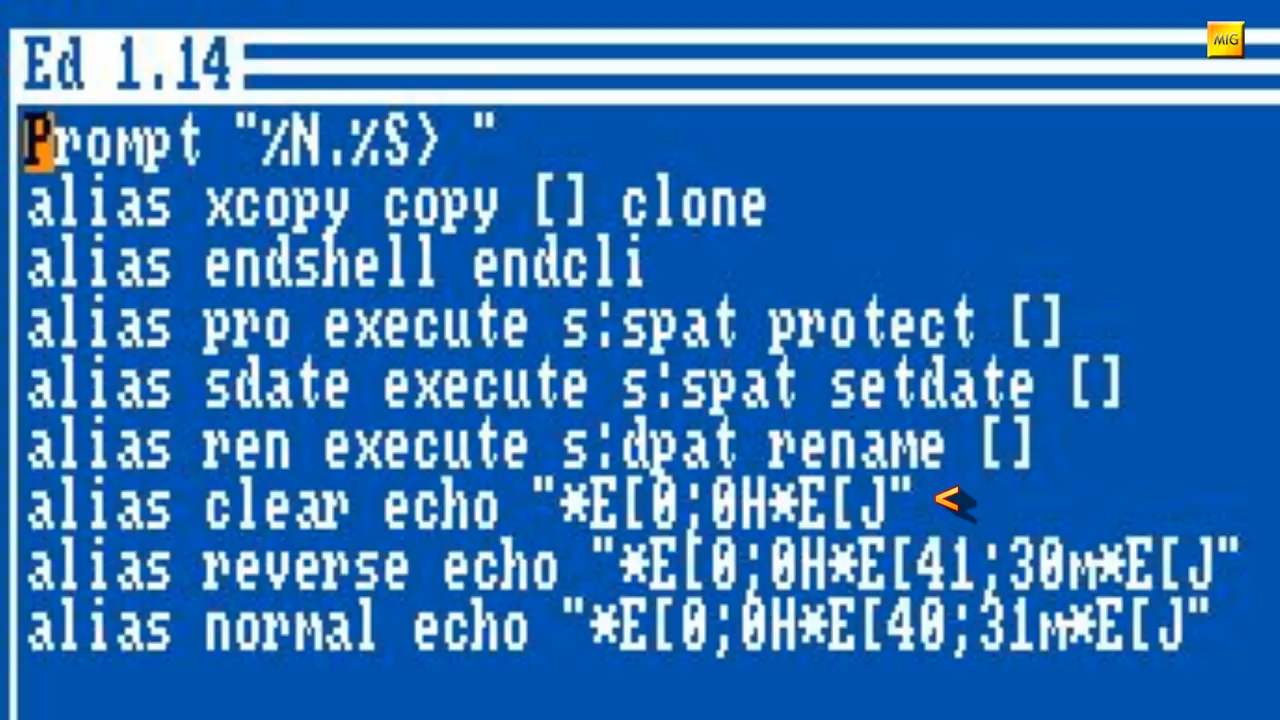 MIG
Ed 1.14
Prompt "%N.%S> "
alias xcopy copy [] clone
alias endshell endcli
alias pro execute s:spat protect []
alias sdate execute s:spat setdate []
alias ren execute s:dpat rename []
alias clear echo "*E[0;0H*E[J" <
alias reverse echo "*E[0;0H*E[41;30m*E[J"
alias normal echo "*E[0;0H*E[40;31m*E[J"